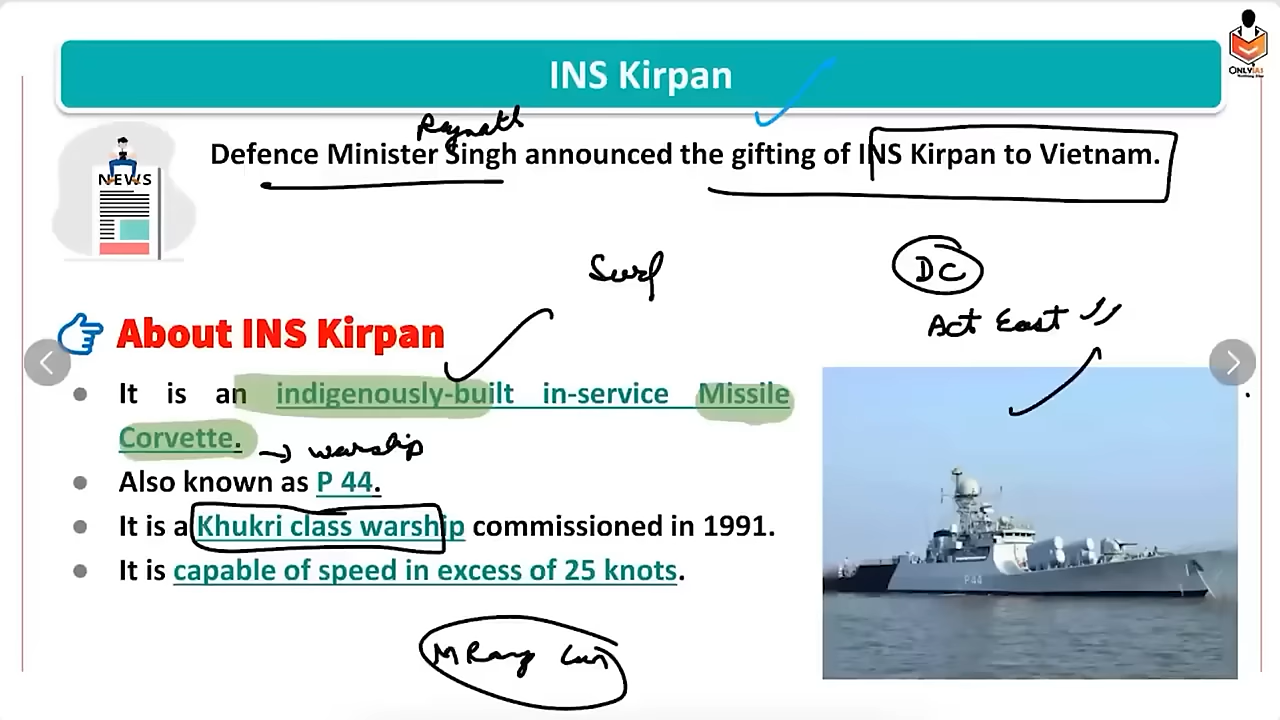 INS Kirpan
ONLYIAS
NEWS
Rajnath
Defence Minister Singh announced the gifting of INS Kirpan to Vietnam.
DC
Act East
About INS Kirpan
It is an indigenously-built in-service Missile
Corvette.
→ warship
Also known as P 44.
It is a Khukri class warship commissioned in 1991.
It is capable of speed in excess of 25 knots.
P44